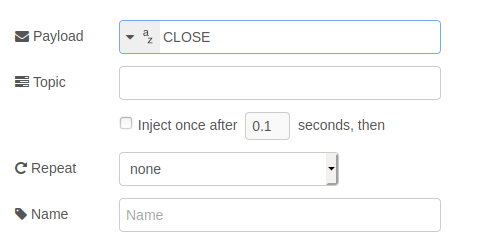 Payload az CLOSE
Topic
Inject once after 0.1 seconds, then
Repeat none
Name Name